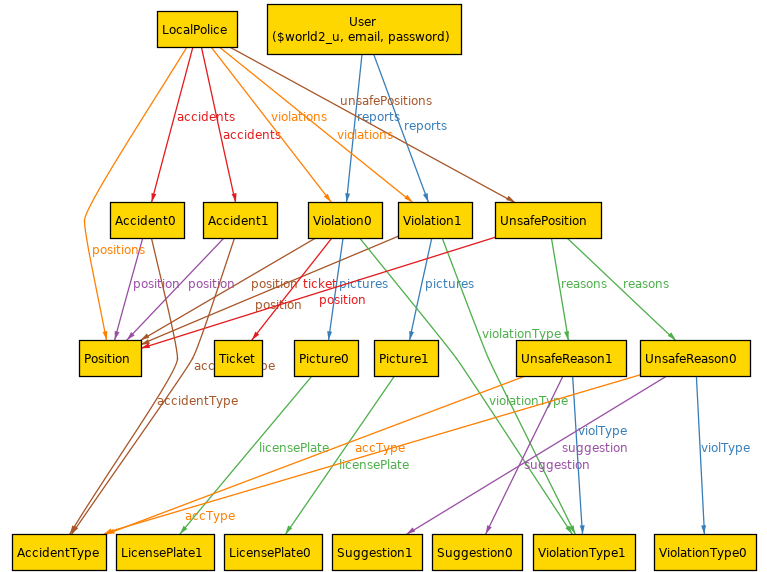 LocalPolice
User
($world2_u, email, password)
unsafePositions
accidents
violations
reports
reports
accidents
violations
Accident0
Accident1
Violation0
Violation1
UnsafePosition
positions
position
position
position
ticket
pictures
pictures
reasons
reasons
position
position
violationType
Position
Ticket
Picture0
Picture1
UnsafeReason1
UnsafeReason0
accidentType
violationType
violType
licensePlate
accType
suggestion
violType
licensePlate
suggestion
accType
AccidentType
LicensePlate1
LicensePlate0
Suggestion1
Suggestion0
ViolationType1
ViolationType0